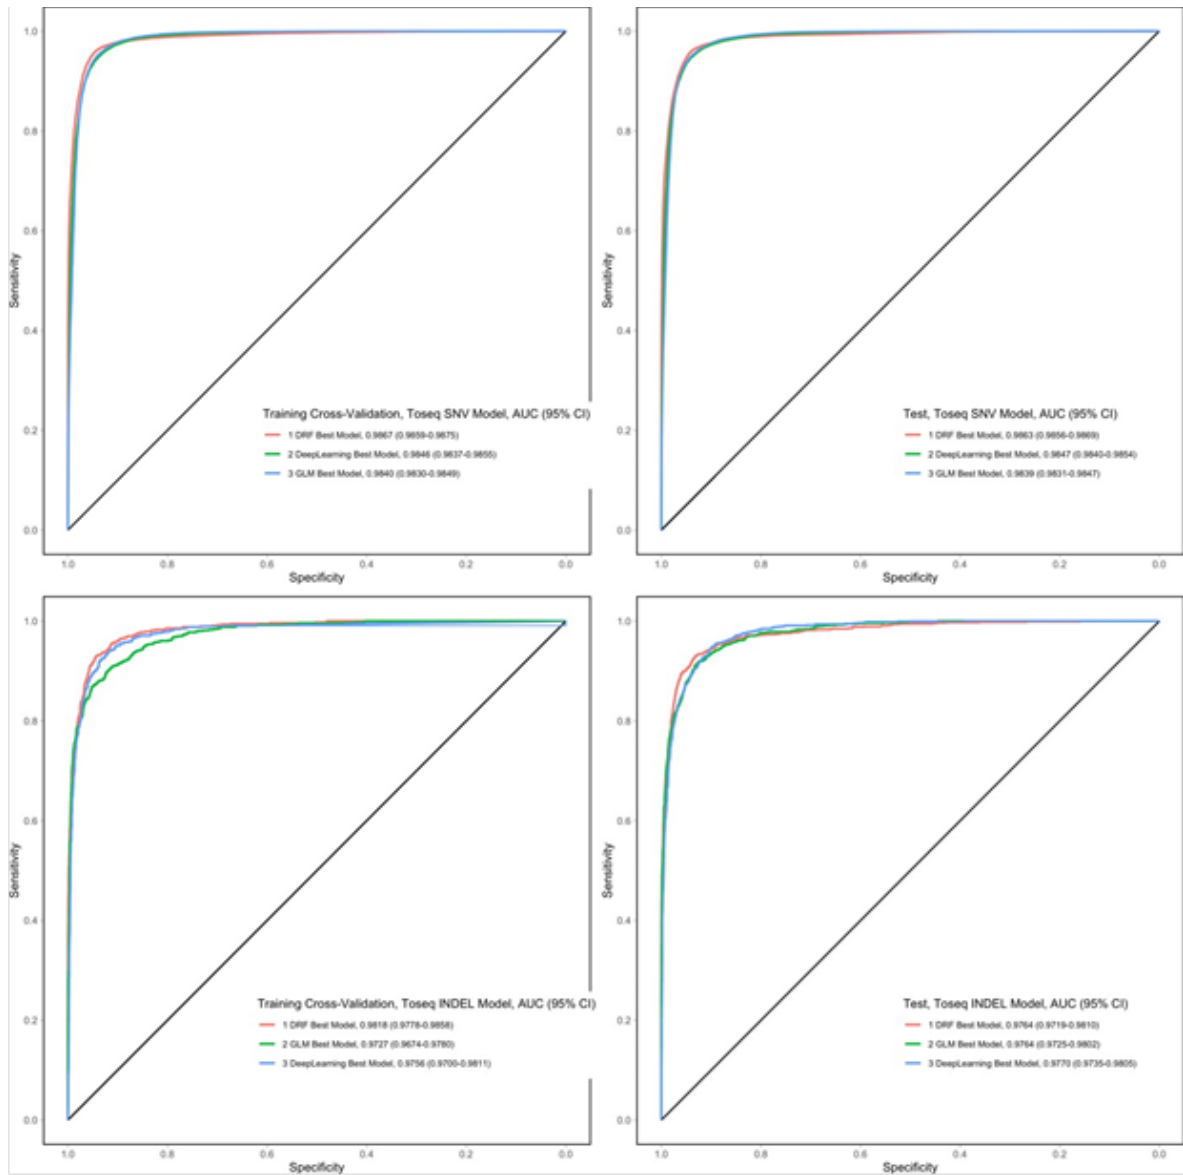 1.0
0.8
0.6
0.4
0.2
0.0
Sensitivity
Training Cross-Validation, Toseq SNV Model, AUC (95% CI)
1 DRF Best Model, 0.9867 (0.9859-0.9875)
2 DeepLearning Best Model, 0.9846 (0.9837-0.9855)
3 GLM Best Model, 0.9840 (0.9830-0.9849)
1.0 0.8 0.6 0.4 0.2 0.0
Specificity
1.0
0.8
0.6
0.4
0.2
0.0
Sensitivity
Test, Toseq SNV Model, AUC (95% CI)
1 DRF Best Model, 0.9863 (0.9856-0.9869)
2 DeepLearning Best Model, 0.9847 (0.9840-0.9854)
3 GLM Best Model, 0.9839 (0.9831-0.9847)
1.0 0.8 0.6 0.4 0.2 0.0
Specificity
1.0
0.8
0.6
0.4
0.2
0.0
Sensitivity
Training Cross-Validation, Toseq INDEL Model, AUC (95% CI)
1 DRF Best Model, 0.9818 (0.9778-0.9858)
2 GLM Best Model, 0.9727 (0.9674-0.9780)
3 DeepLearning Best Model, 0.9756 (0.9700-0.9811)
1.0 0.8 0.6 0.4 0.2 0.0
Specificity
1.0
0.8
0.6
0.4
0.2
0.0
Sensitivity
Test, Toseq INDEL Model, AUC (95% CI)
1 DRF Best Model, 0.9764 (0.9719-0.9810)
2 GLM Best Model, 0.9764 (0.9725-0.9802)
3 DeepLearning Best Model, 0.9770 (0.9735-0.9805)
1.0 0.8 0.6 0.4 0.2 0.0
Specificity